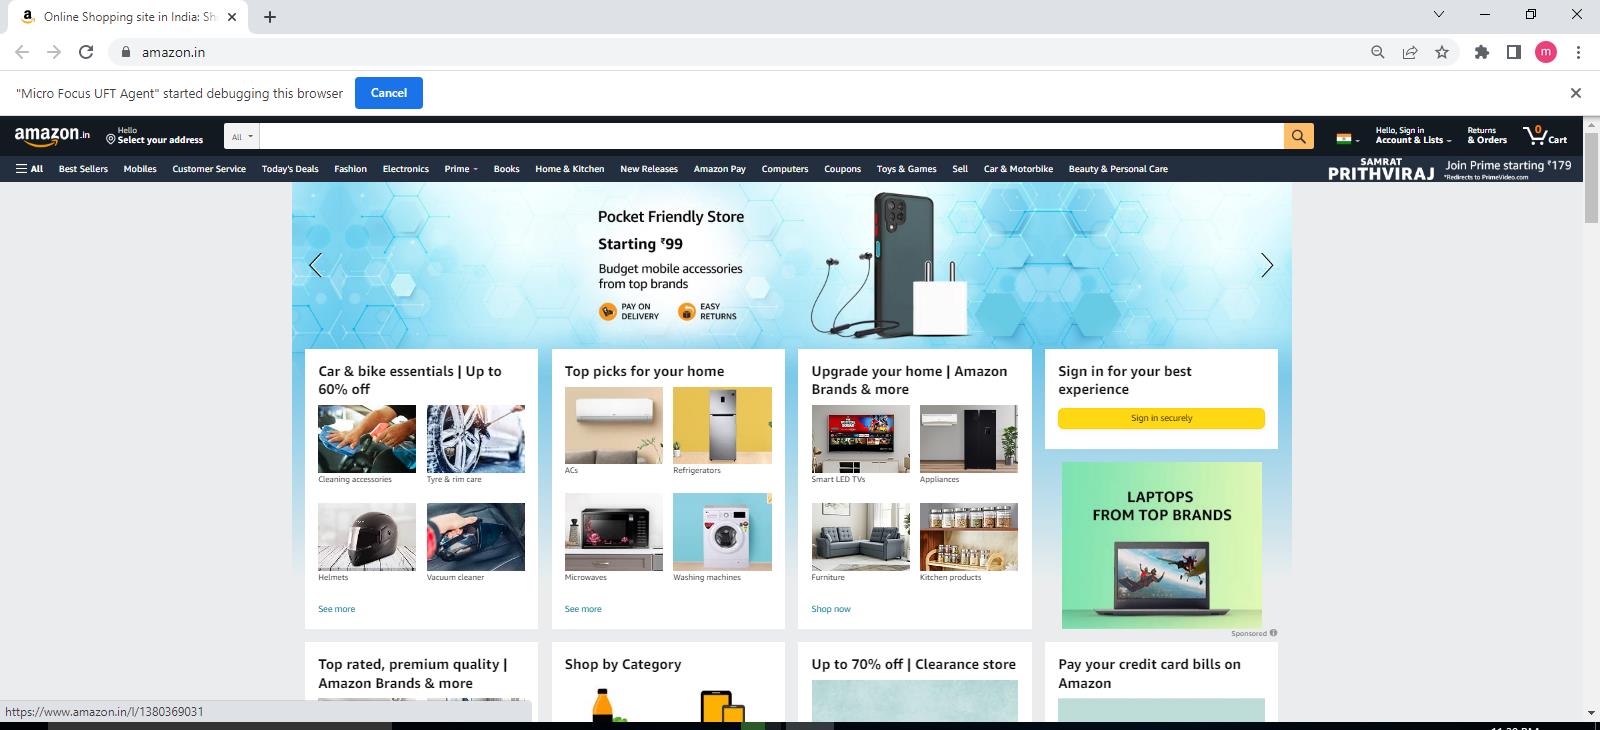 Online Shopping site in India: Sh
amazon.in
m
"Micro Focus UFT Agent" started debugging this browser
Cancel
amazon.in
Hello
Select your address
All
Hello, Sign in
Account & Lists
Returns
& Orders
0
Cart
All
Best Sellers
Mobiles
Customer Service
Today's Deals
Fashion
Electronics
Prime
Books
Home & Kitchen
New Releases
Amazon Pay
Computers
Coupons
Toys & Games
Sell
Car & Motorbike
Beauty & Personal Care
SAMRAT
PRITHVIRAJ
Join Prime starting ₹179
*Redirects to PrimeVideo.com
Pocket Friendly Store
Starting ₹99
Budget mobile accessories
from top brands
PAY ON
DELIVERY
EASY
RETURNS
Car & bike essentials | Up to
60% off
Cleaning accessories
Tyre & rim care
Helmets
Vacuum cleaner
See more
Top picks for your home
ACs
Refrigerators
Microwaves
Washing machines
See more
Upgrade your home | Amazon
Brands & more
Smart LED TVs
Appliances
Furniture
Kitchen products
Shop now
Sign in for your best
experience
Sign in securely
LAPTOPS
FROM TOP BRANDS
Sponsored
Top rated, premium quality |
Amazon Brands & more
Shop by Category
Up to 70% off | Clearance store
Pay your credit card bills on
Amazon
https://www.amazon.in/l/1380369031